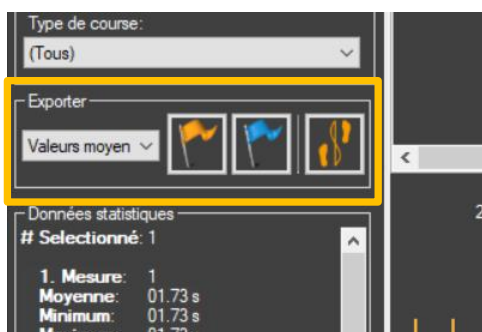 Type de course:
(Tous)
Exporter
Valeurs moyen
Données statistiques
# Selectionné: 1
1. Mesure: 1
Moyenne: 01.73 s
Minimum: 01.73 s
2